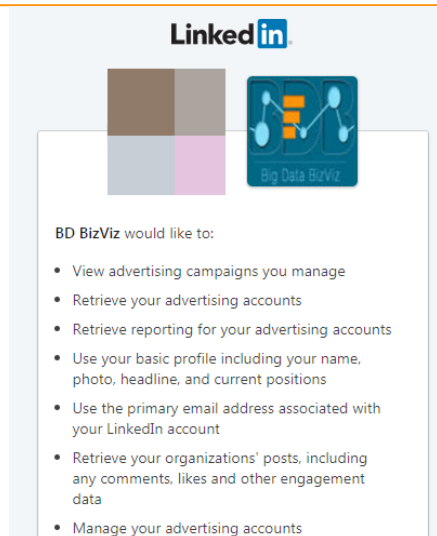 Linked in
BDB
Big Data BizViz
BD BizViz would like to:
• View advertising campaigns you manage
• Retrieve your advertising accounts
• Retrieve reporting for your advertising accounts
• Use your basic profile including your name,
photo, headline, and current positions
• Use the primary email address associated with
your LinkedIn account
• Retrieve your organizations' posts, including
any comments, likes and other engagement
data
• Manage your advertising accounts